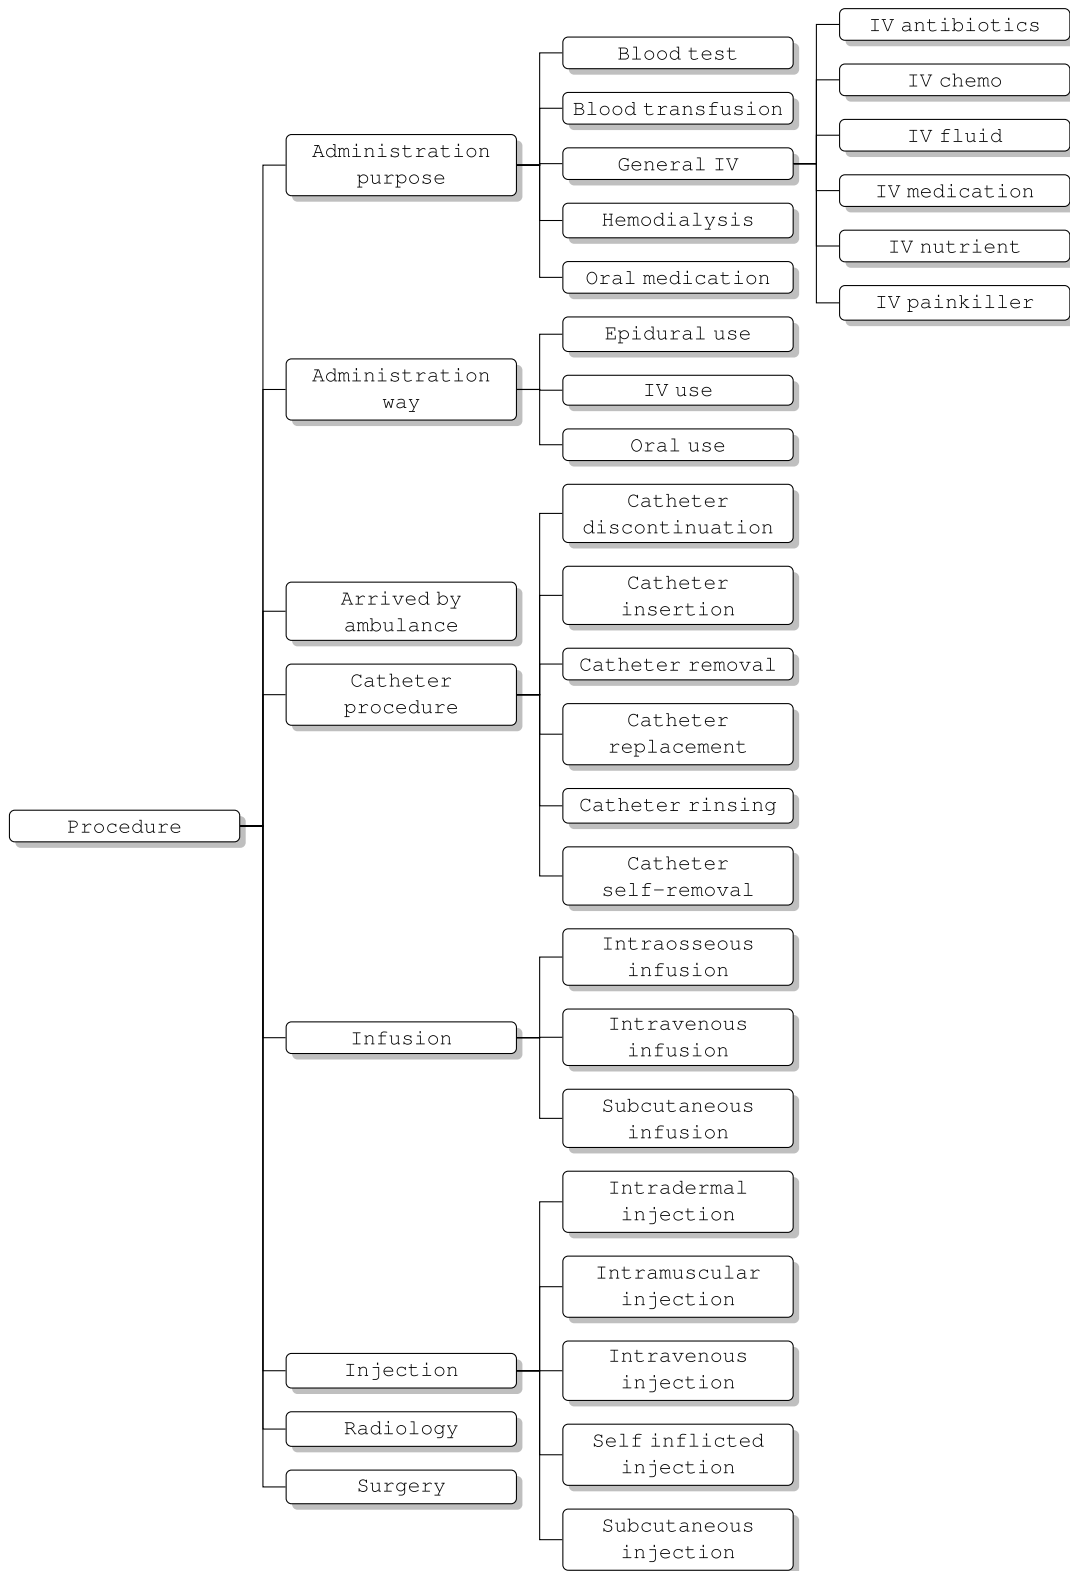 Procedure
Administration
purpose
Blood test
Blood transfusion
General IV
IV antibiotics
IV chemo
IV fluid
IV medication
IV nutrient
IV painkiller
Hemodialysis
Oral medication
Administration
way
Epidural use
IV use
Oral use
Arrived by
ambulance
Catheter
procedure
Catheter
discontinuation
Catheter
insertion
Catheter removal
Catheter
replacement
Catheter rinsing
Catheter
self-removal
Infusion
Intraosseous
infusion
Intravenous
infusion
Subcutaneous
infusion
Injection
Intradermal
injection
Intramuscular
injection
Intravenous
injection
Self inflicted
injection
Subcutaneous
injection
Radiology
Surgery